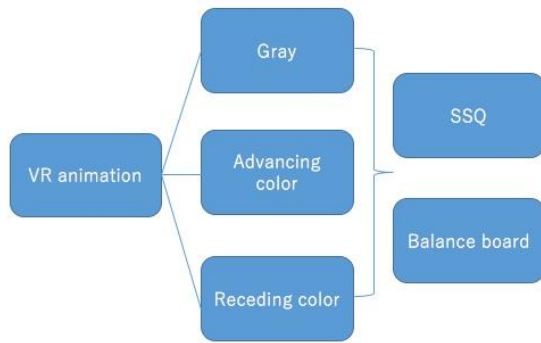 Gray
VR animation
Advancing
color
Receding color
SSQ
Balance board